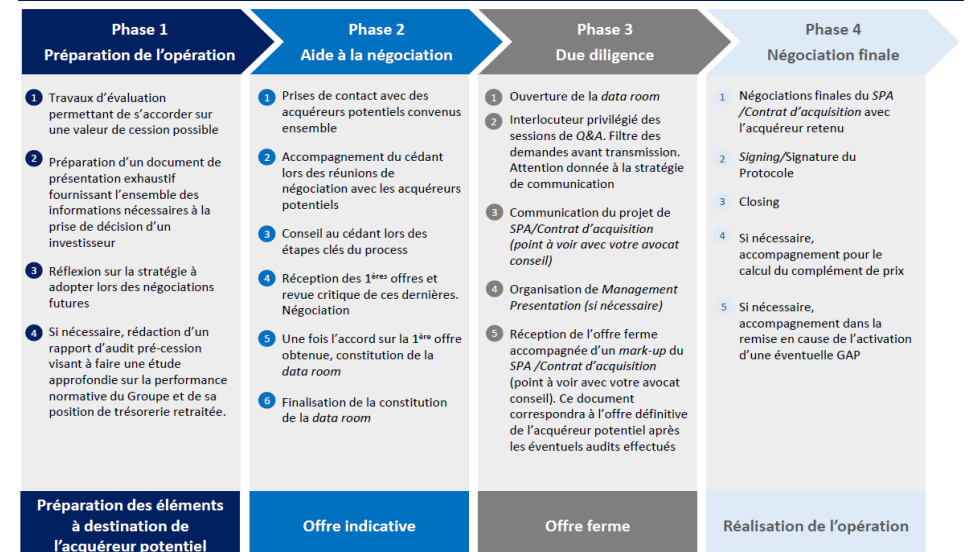 Phase 1
Préparation de l’opération
1 Travaux d’évaluation
permettant de s’accorder sur
une valeur de cession possible
2 Préparation d’un document de
présentation exhaustif
fournissant l’ensemble des
informations nécessaires à la
prise de décision d’un
investisseur
3 Réflexion sur la stratégie à
adopter lors des négociations
futures
4 Si nécessaire, rédaction d’un
rapport d’audit pré-cession
visant à faire une étude
approfondie sur la performance
normative du Groupe et de sa
position de trésorerie retraitée.
Préparation des éléments
à destination de
l’acquéreur potentiel
Phase 2
Aide à la négociation
1 Prises de contact avec des
acquéreurs potentiels convenus
ensemble
2 Accompagnement du cédant
lors des réunions de
négociation avec les acquéreurs
potentiels
3 Conseil au cédant lors des
étapes clés du process
4 Réception des 1ères offres et
revue critique de ces dernières.
Négociation
5 Une fois l’accord sur la 1ère offre
obtenue, constitution de la
data room
6 Finalisation de la constitution
de la data room
Offre indicative
Phase 3
Due diligence
1 Ouverture de la data room
2 Interlocuteur privilégié des
sessions de Q&A. Filtre des
demandes avant transmission.
Attention donnée à la stratégie
de communication
3 Communication du projet de
SPA/Contrat d’acquisition
(point à voir avec votre avocat
conseil)
4 Organisation de Management
Presentation (si nécessaire)
5 Réception de l’offre ferme
accompagnée d’un mark-up du
SPA /Contrat d’acquisition
(point à voir avec votre avocat
conseil). Ce document
correspondra à l’offre définitive
de l’acquéreur potentiel après
les éventuels audits effectués
Offre ferme
Phase 4
Négociation finale
1 Négociations finales du SPA
/Contrat d’acquisition avec
l’acquéreur retenu
2 Signing/Signature du
Protocole
3 Closing
4 Si nécessaire,
accompagnement pour le
calcul du complément de prix
5 Si nécessaire,
accompagnement dans la
remise en cause de l’activation
d’une éventuelle GAP
Réalisation de l’opération